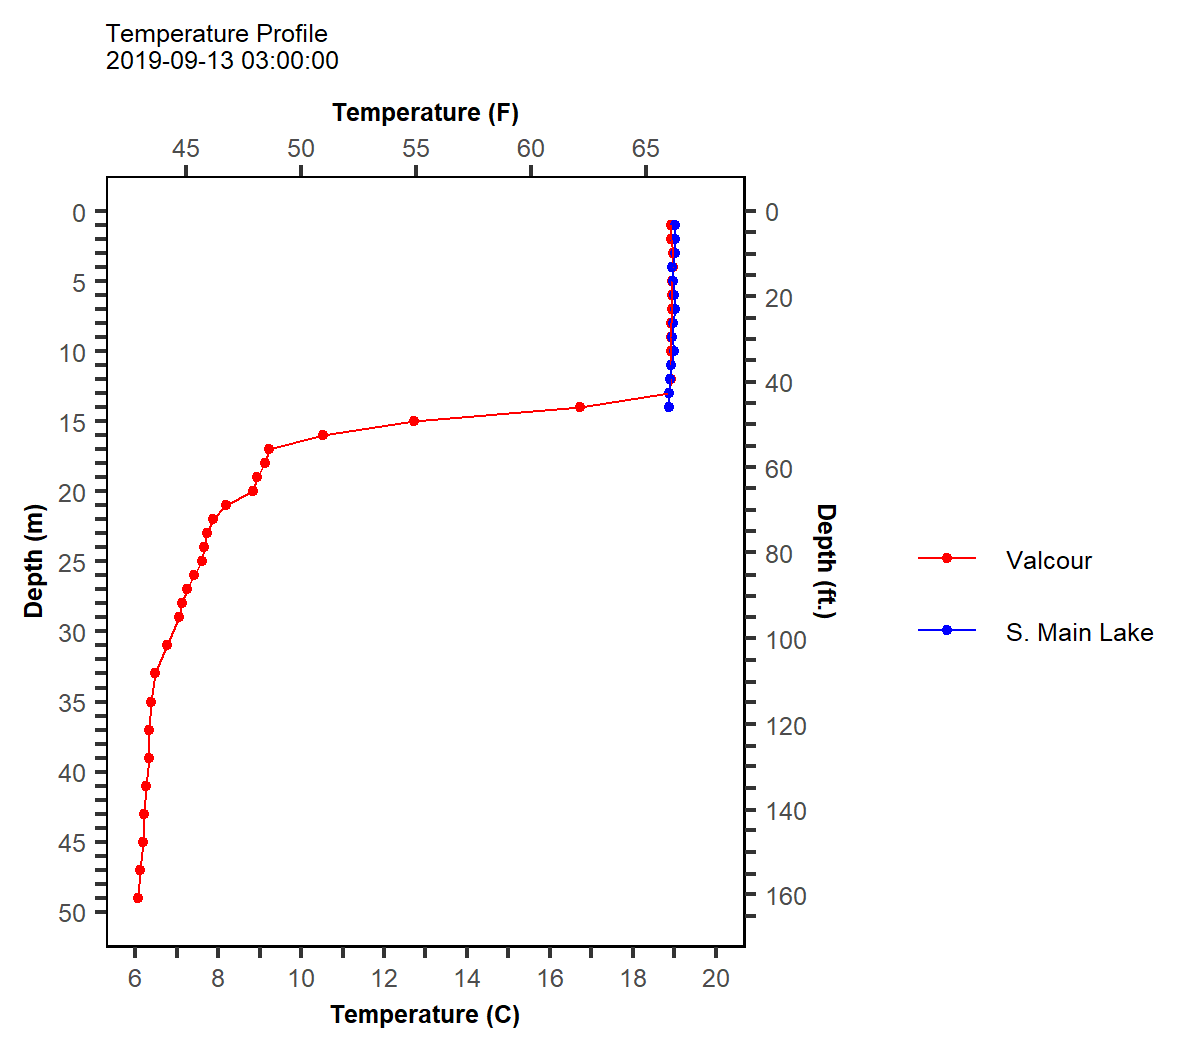 Temperature Profile
2019-09-13 03:00:00
Temperature (F)
45 50 55 60 65
0
5
10
15
20
25
30
35
40
45
50
Depth (m)
0
20
40
60
80
100
120
140
160
Depth (ft.)
Valcour
S. Main Lake
6 8 10 12 14 16 18 20
Temperature (C)